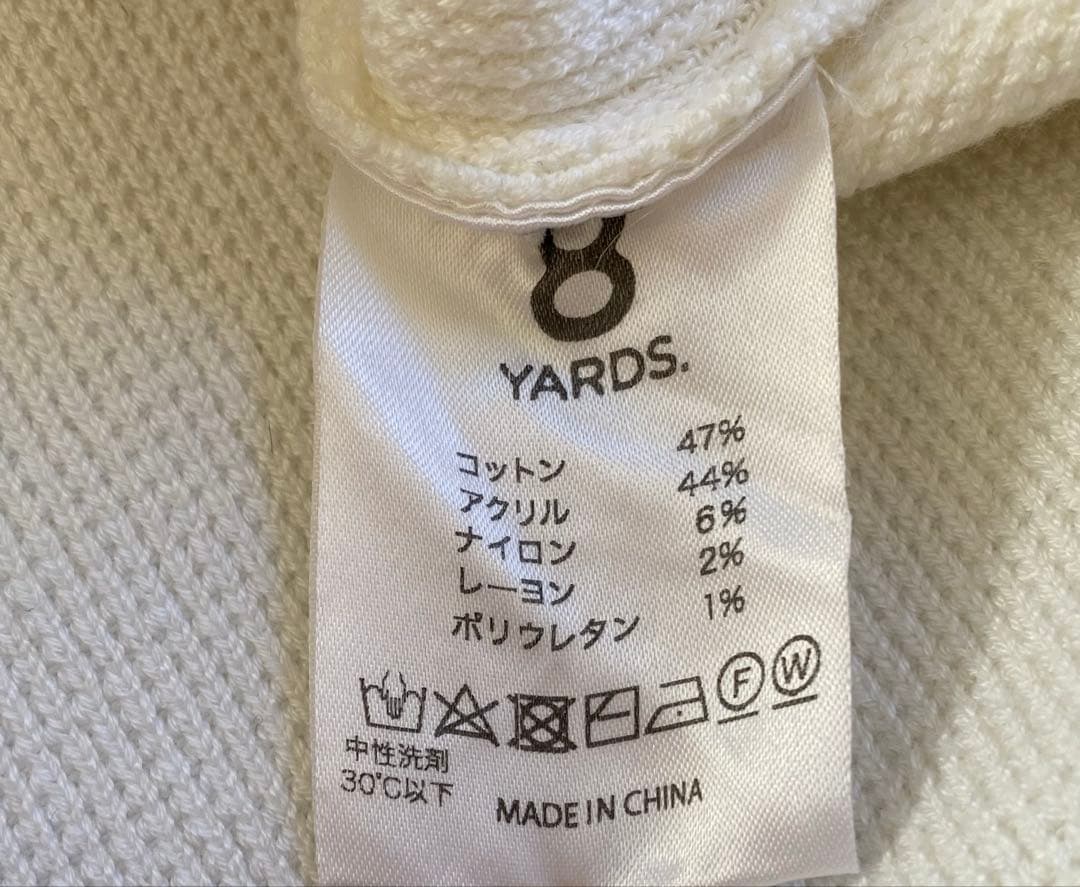 8
YARDS.
コットン 47%
アクリル 44%
ナイロン 6%
レーヨン 2%
ポリウレタン 1%
F W
中性洗剤
30℃以下
MADE IN CHINA